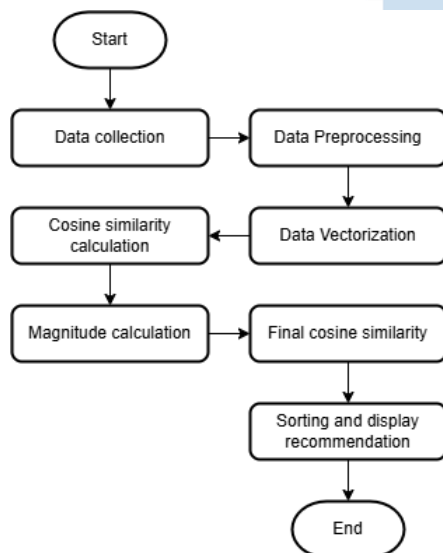 Start
Data collection
Data Preprocessing
Data Vectorization
Cosine similarity
calculation
Magnitude calculation
Final cosine similarity
Sorting and display
recommendation
End